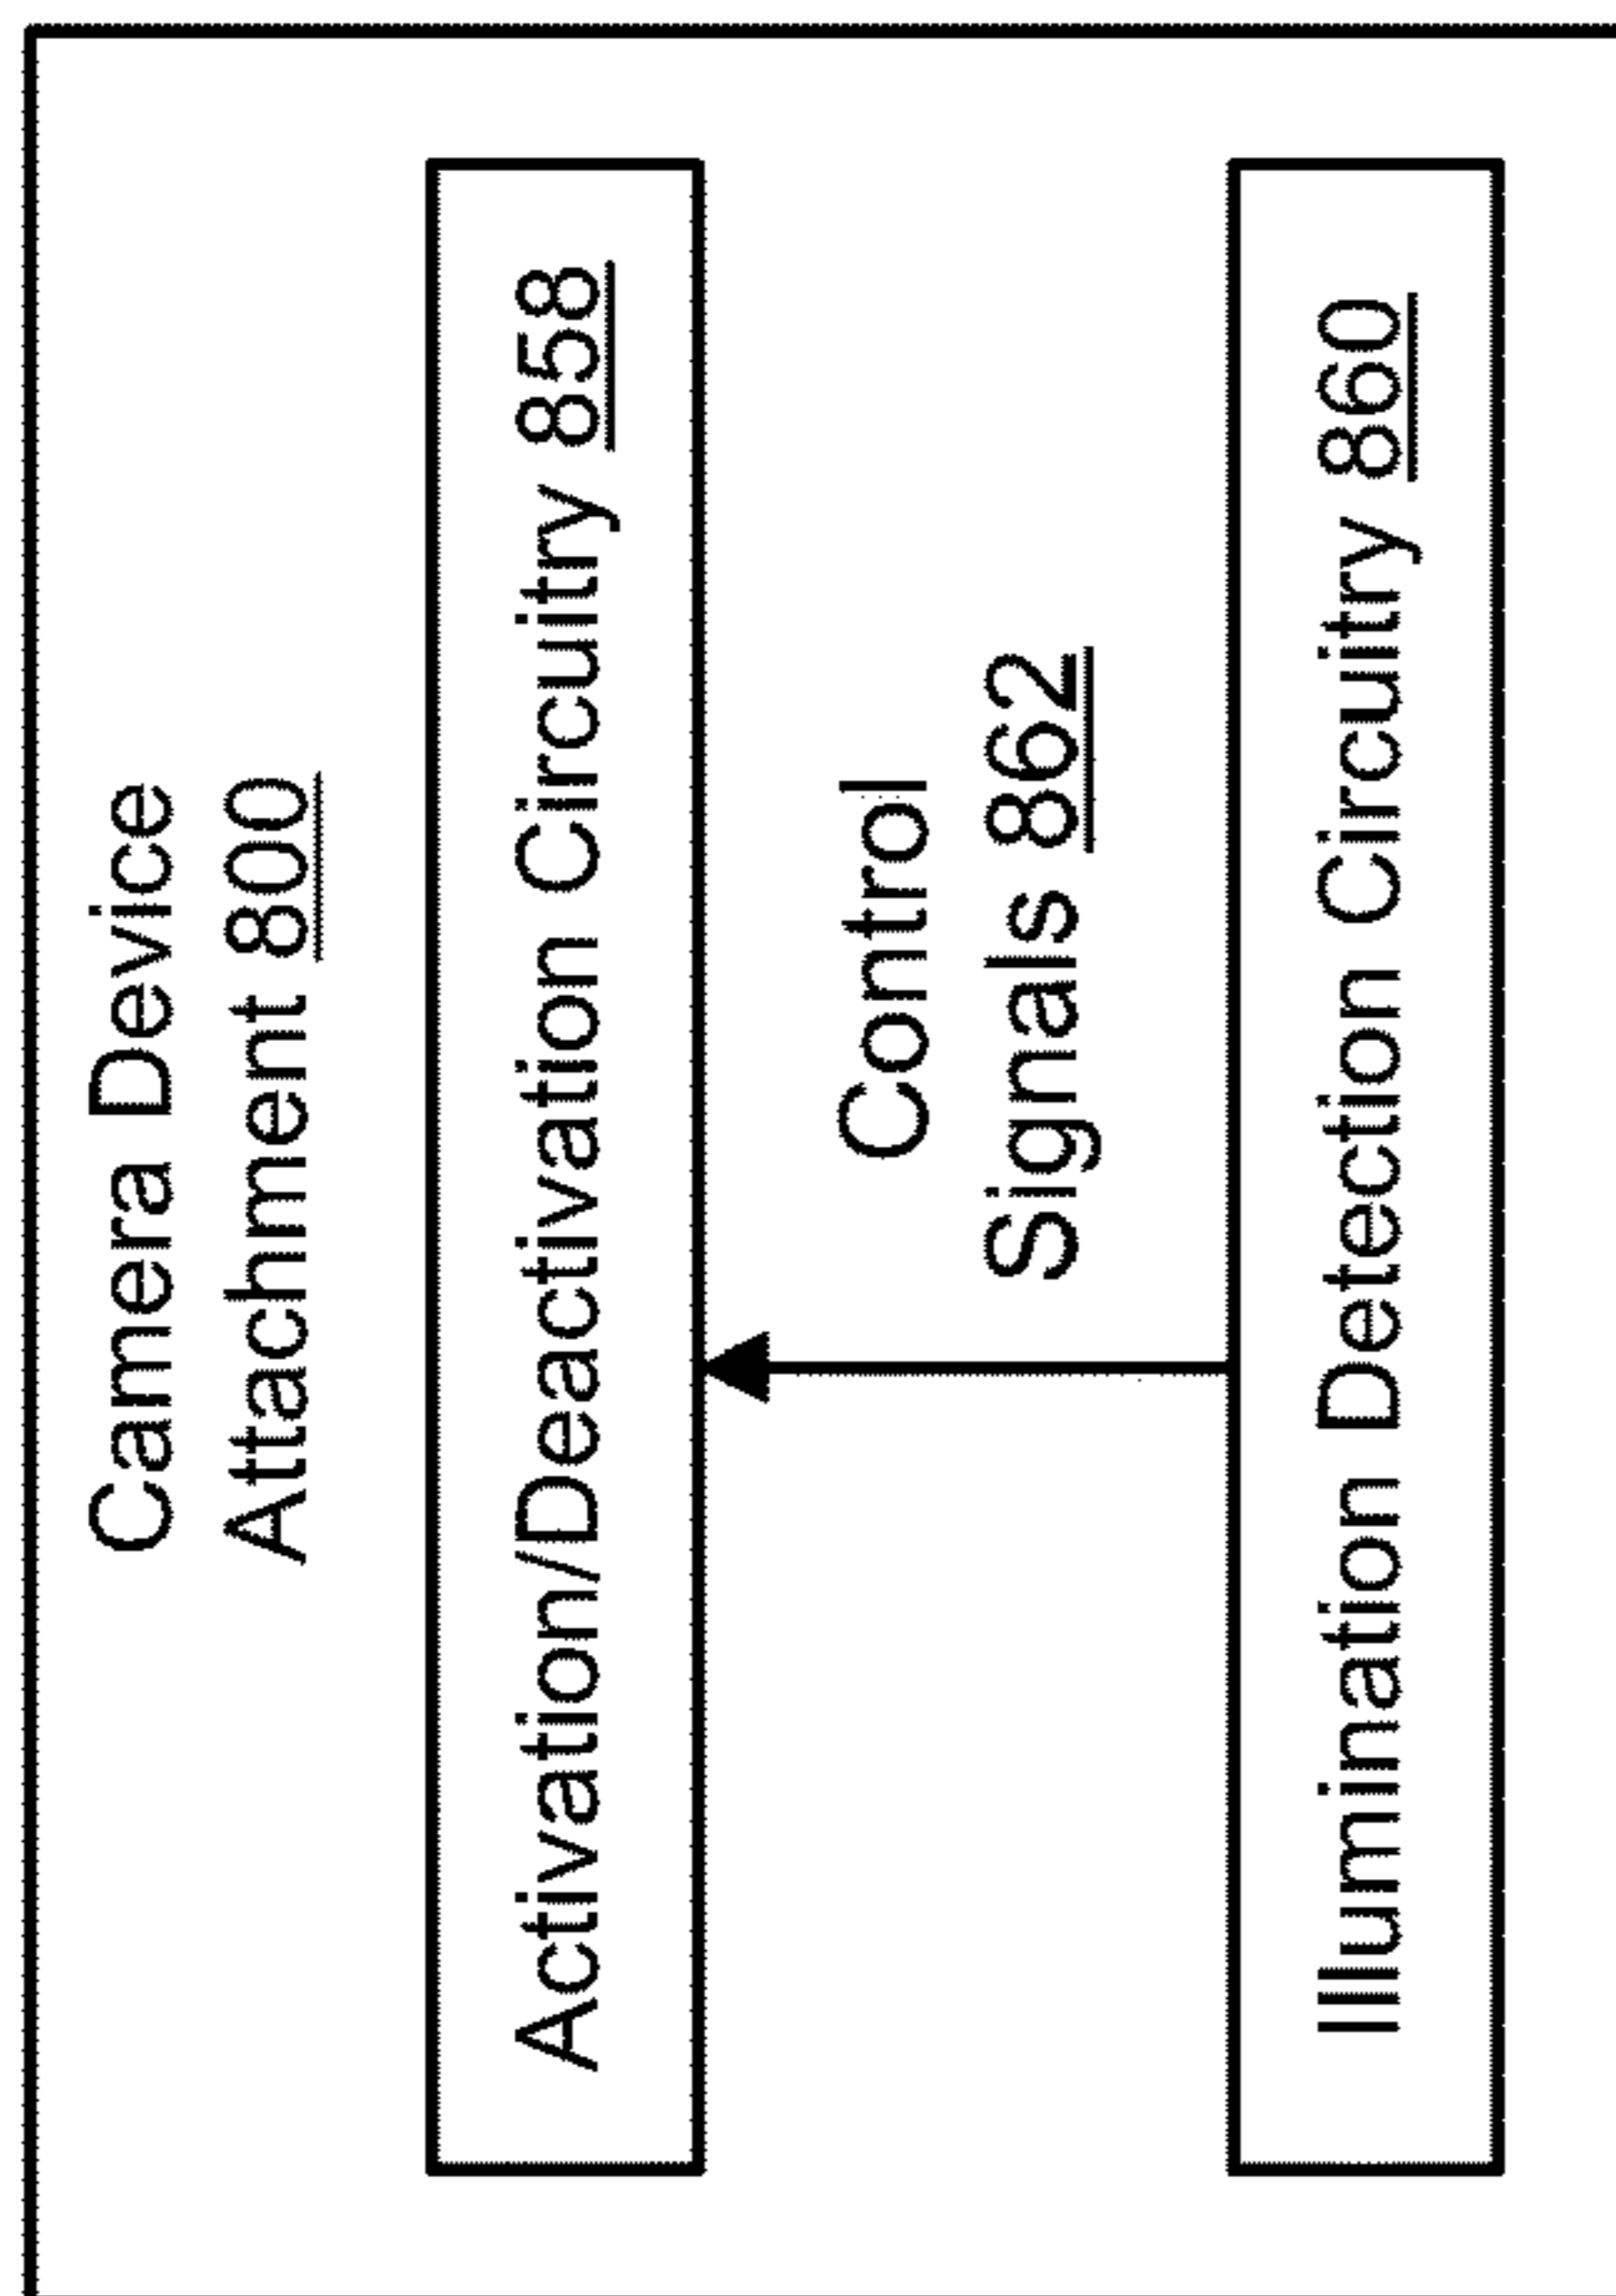 Camera Device
Attachment 800
Activation/Deactivation Circuitry 858
Control
Signals 862
Illumination Detection Circuitry 860